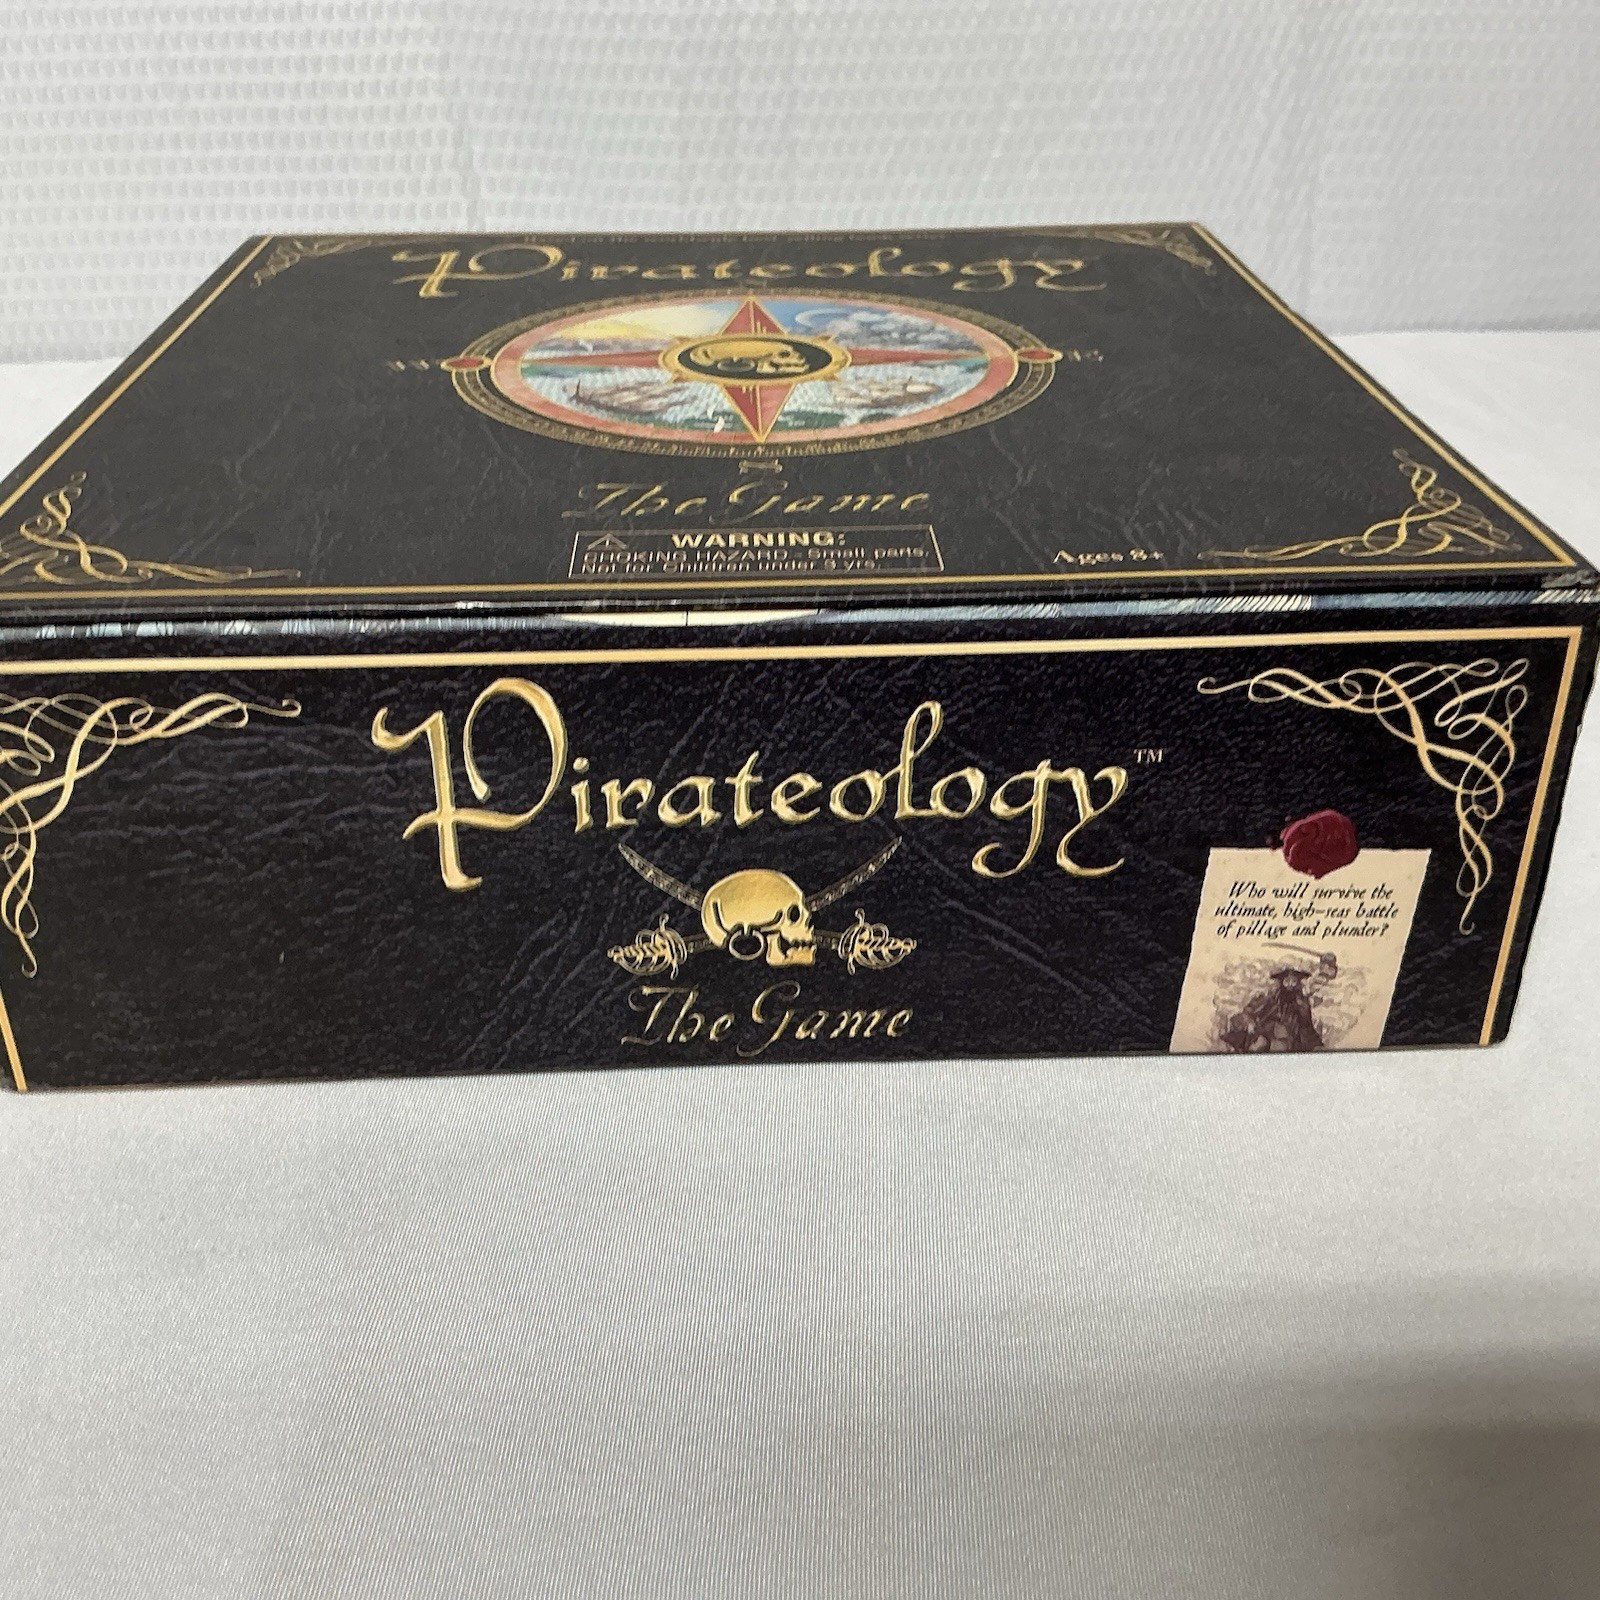 Pirateology
The Game
WARNING:
CHOKING HAZARD - Small parts.
Not for Children under 3 yrs.
Ages 8+
Pirateology™
The Game
Who will survive the
ultimate, high-seas battle
of pillage and plunder?